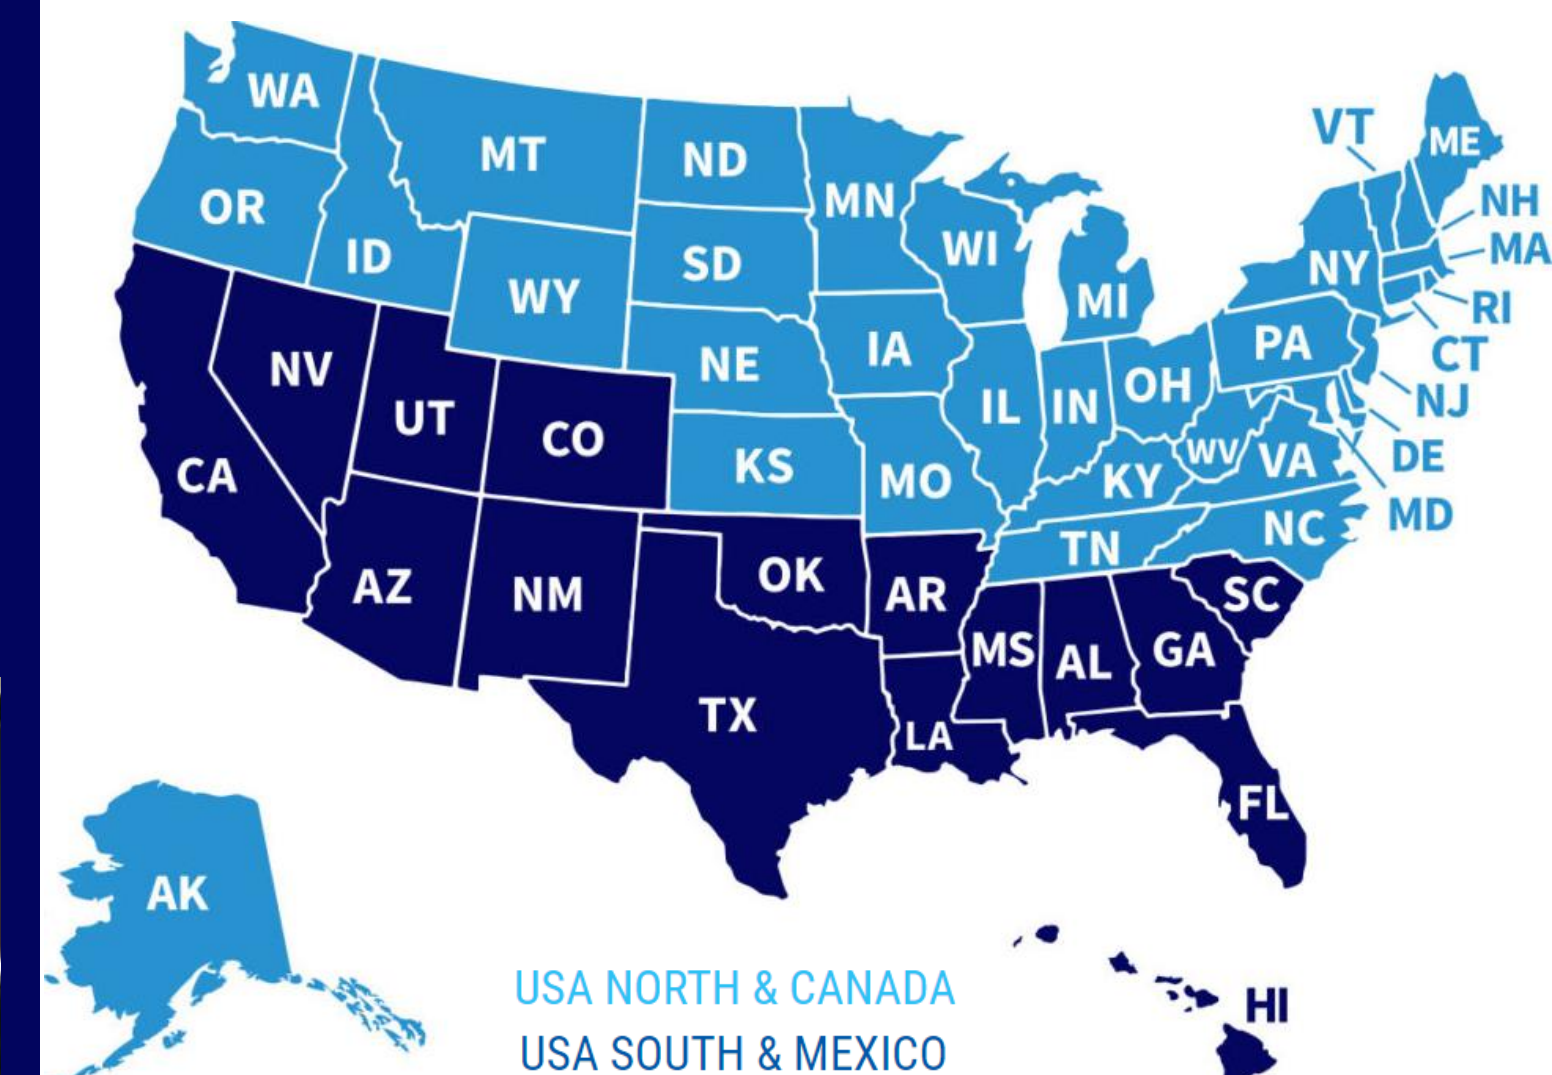 WA
MT
ND
MN
VT
ME
OR
ID
WY
SD
WI
MI
NY
NH
MA
RI
CT
NJ
DE
MD
NV
UT
CO
NE
IA
IL
IN
OH
PA
CA
KS
MO
KY
WV
VA
AZ
NM
OK
AR
TN
NC
SC
TX
LA
MS
AL
GA
FL
AK
HI
USA NORTH & CANADA
USA SOUTH & MEXICO